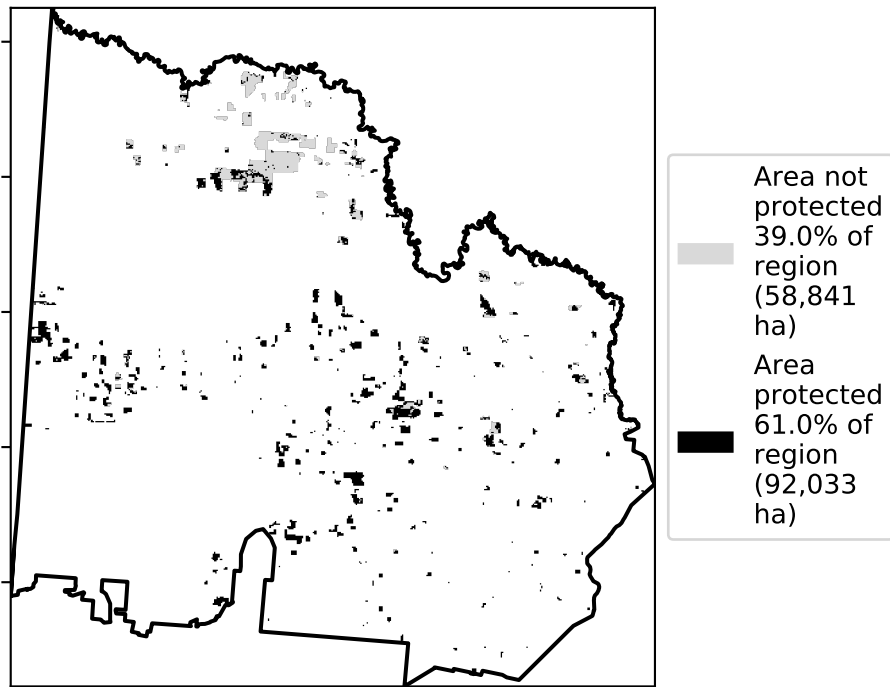 Area not
protected
39.0% of
region
(58,841
ha)
Area
protected
61.0% of
region
(92,033
ha)